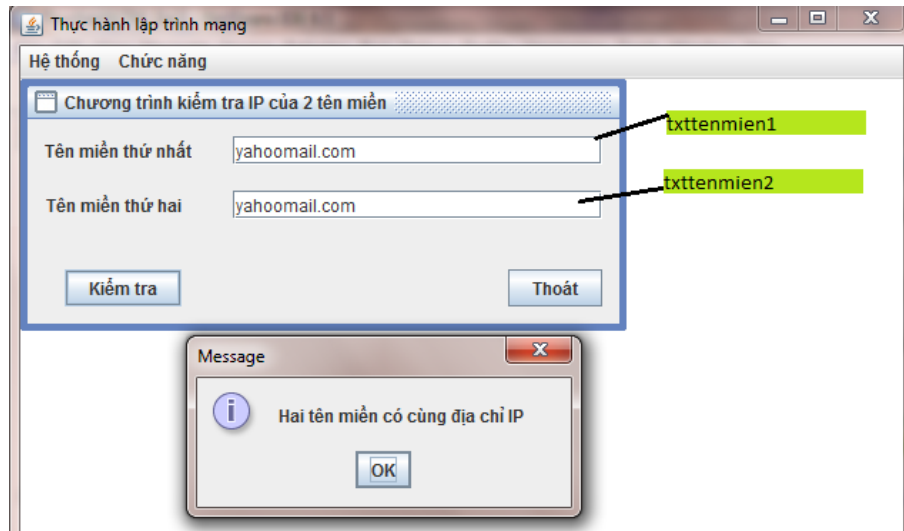 Thực hành lập trình mạng
Hệ thống Chức năng
Chương trình kiểm tra IP của 2 tên miền
txttenmien1
Tên miền thứ nhất yahoomail.com
txttenmien2
Tên miền thứ hai yahoomail.com
Kiểm tra Thoát
Message
Hai tên miền có cùng địa chỉ IP
OK